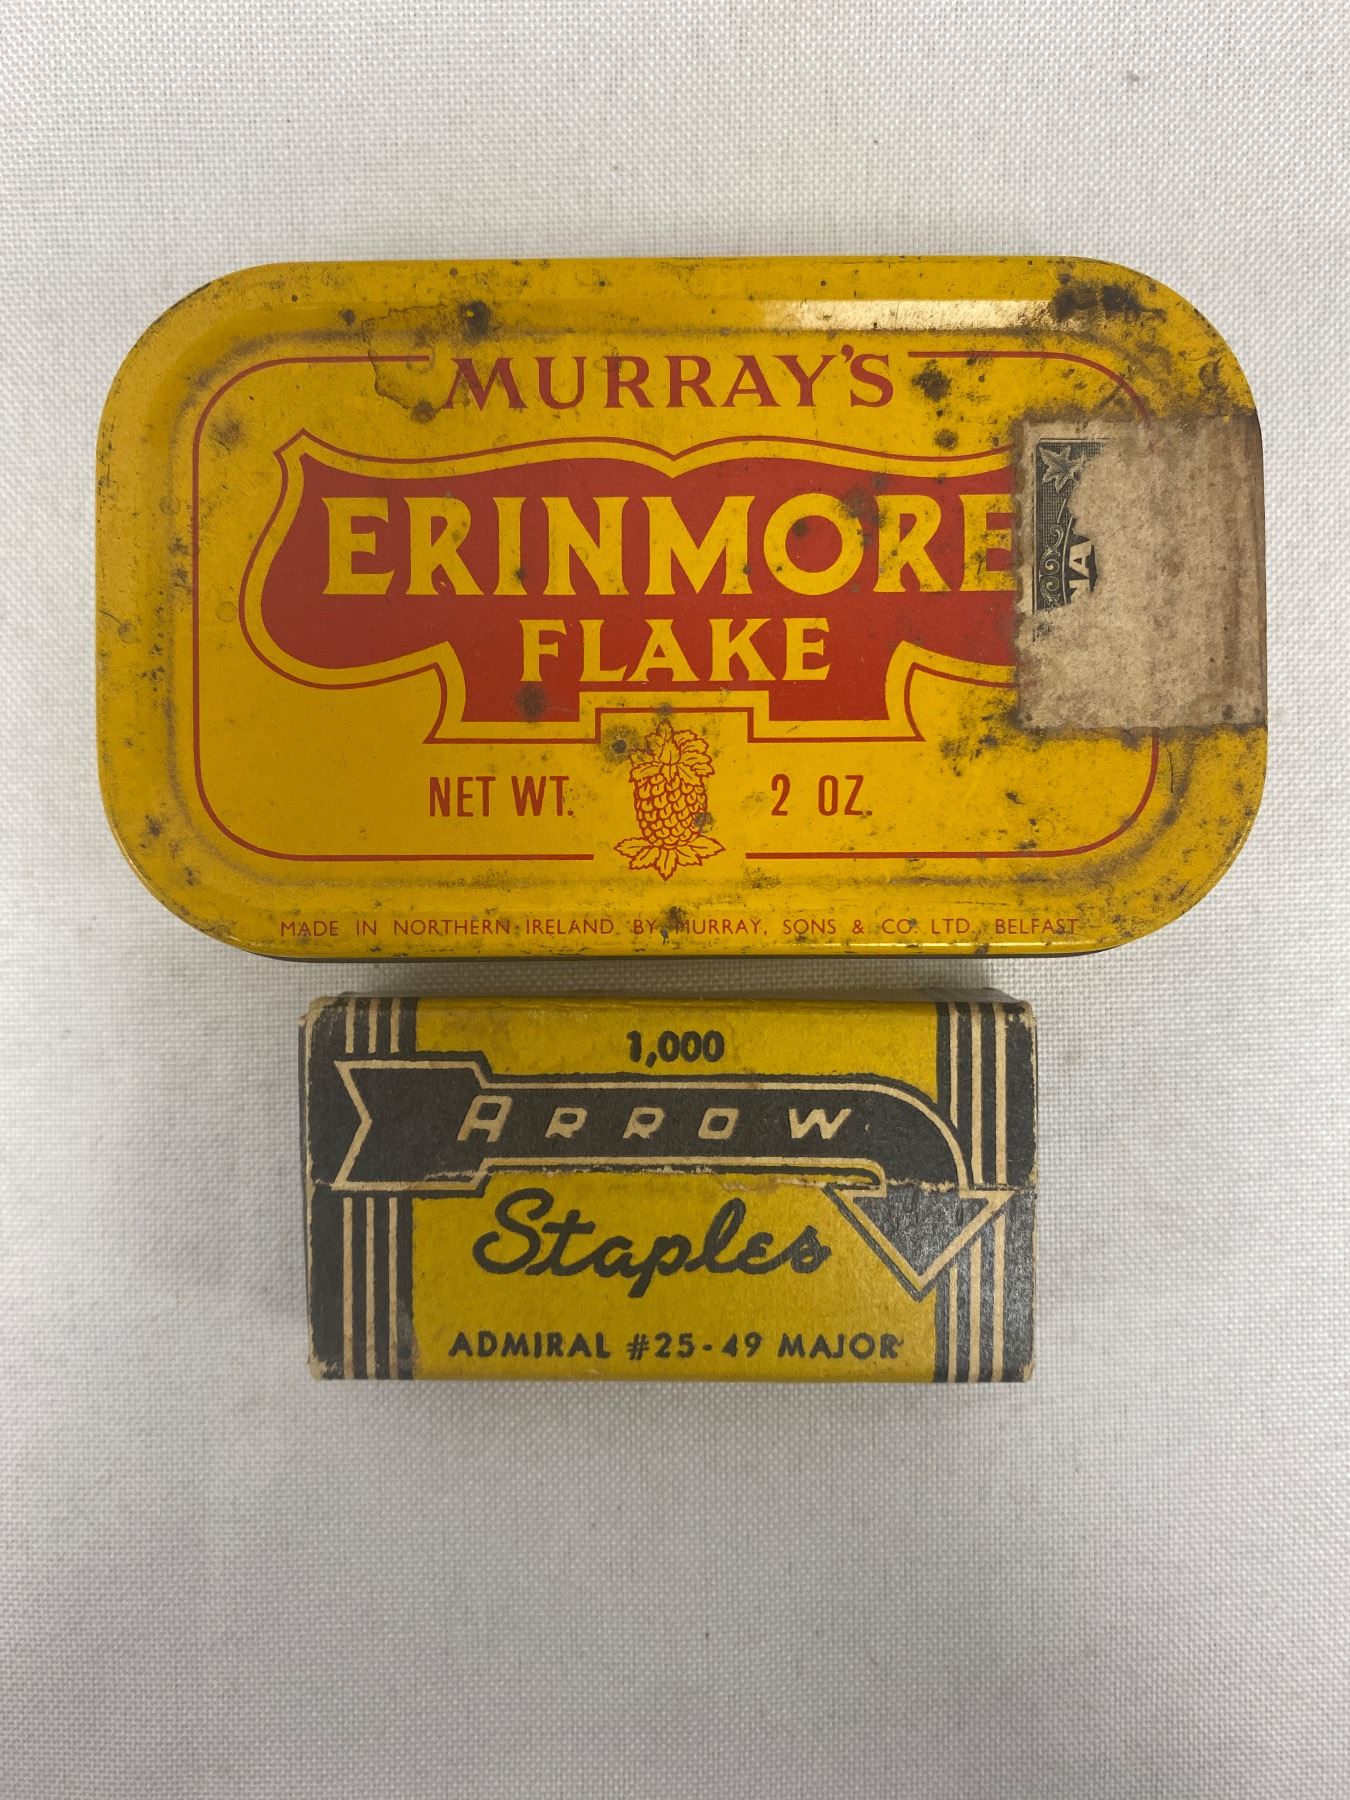 MURRAY'S
ERINMORE
FLAKE
NET WT. 2 OZ.
MADE IN NORTHERN IRELAND BY MURRAY, SONS & CO. LTD. BELFAST
1,000
ARROW
Staples
ADMIRAL #25-49 MAJOR